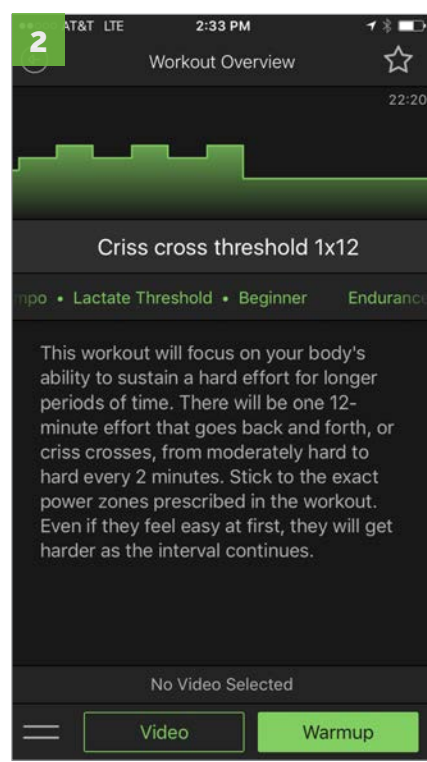 2
AT&T LTE 2:33 PM
Workout Overview
22:20
Criss cross threshold 1x12
mpo • Lactate Threshold • Beginner Endurance
This workout will focus on your body's
ability to sustain a hard effort for longer
periods of time. There will be one 12-
minute effort that goes back and forth, or
criss crosses, from moderately hard to
hard every 2 minutes. Stick to the exact
power zones prescribed in the workout.
Even if they feel easy at first, they will get
harder as the interval continues.
No Video Selected
Video Warmup